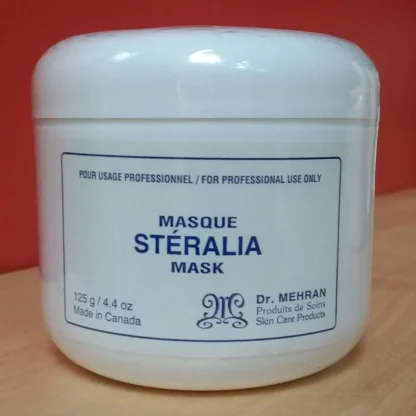 POUR USAGE PROFESSIONNEL / FOR PROFESSIONAL USE ONLY
MASQUE
STÉRALIA
MASK
125 g / 4.4 oz
Made in Canada
Dr. MEHRAN
Produits de Soins
Skin Care Products